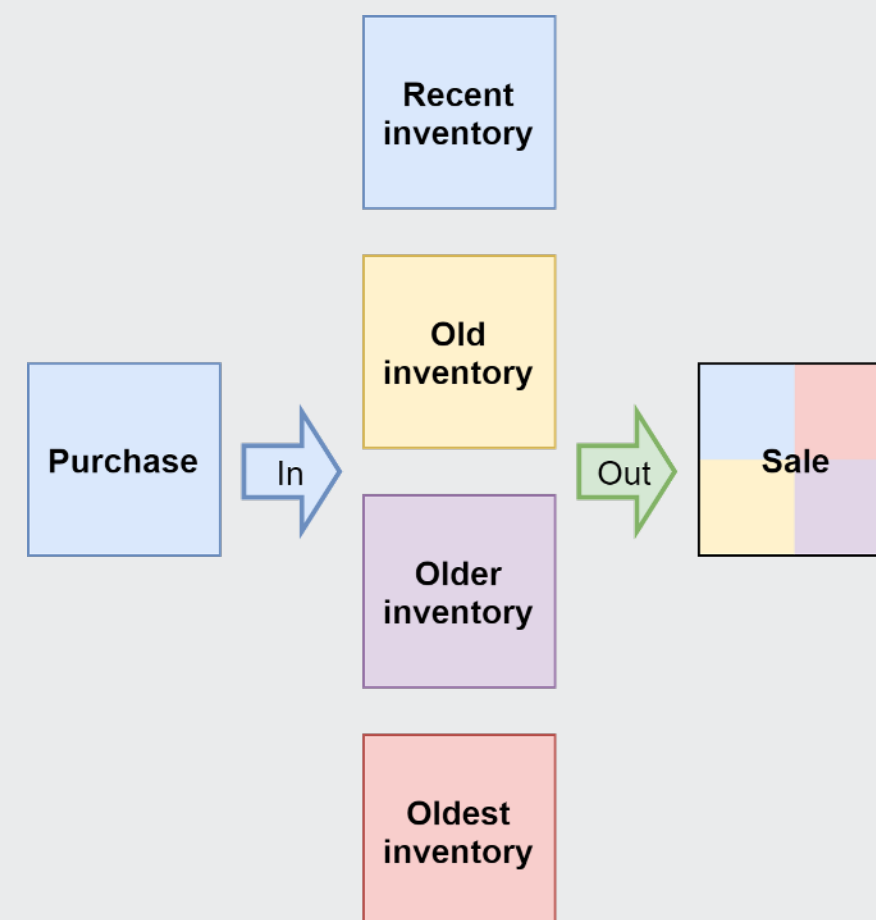 Recent
inventory
Old
inventory
Purchase
In
Out
Sale
Older
inventory
Oldest
inventory